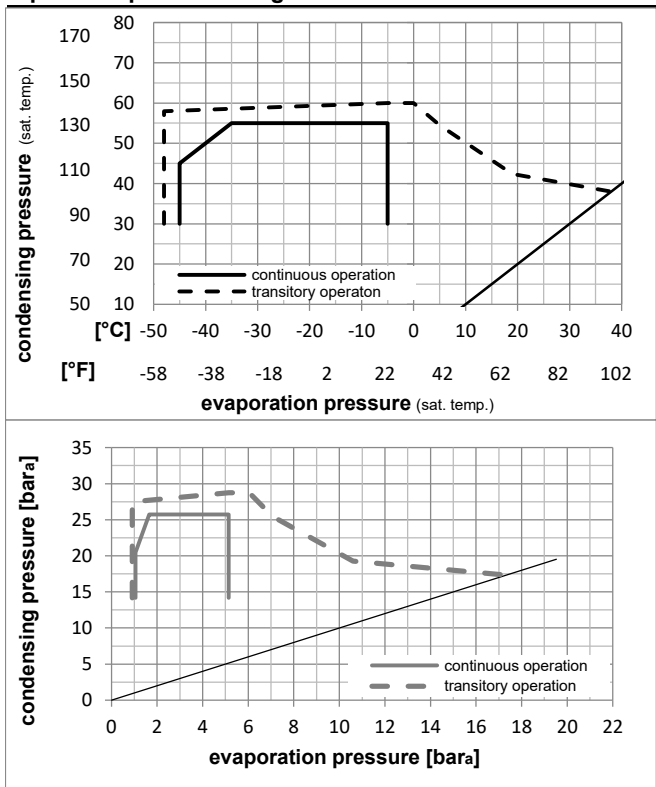 condensing pressure (sat. temp.)
170 80
150 70
60
130 50
110 40
90 30
70 20
50 10
continuous operation
transitory operaton
[°C] -50 -40 -30 -20 -10 0 10 20 30 40
[°F] -58 -38 -18 2 22 42 62 82 102
evaporation pressure (sat. temp.)
condensing pressure [bara]
35
30
25
20
15
10
5
0
continuous operation
transitory operation
0 2 4 6 8 10 12 14 16 18 20 22
evaporation pressure [bara]